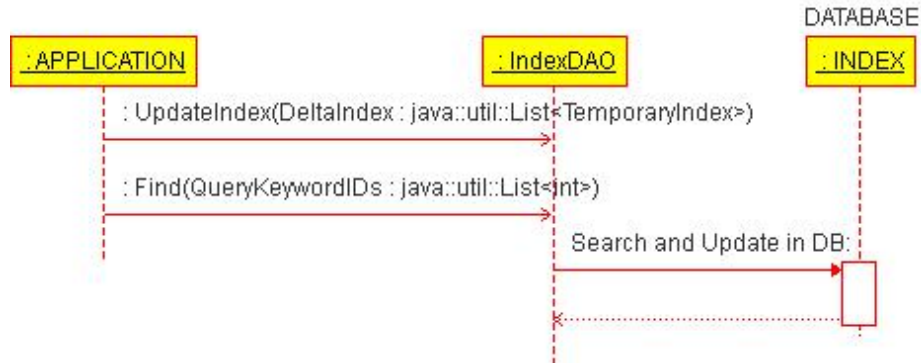 DATABASE
: APPLICATION
: IndexDAO
: INDEX
: UpdateIndex(DeltaIndex : java::util::List<TemporaryIndex>)
: Find(QueryKeywordIDs : java::util::List<int>)
Search and Update in DB: